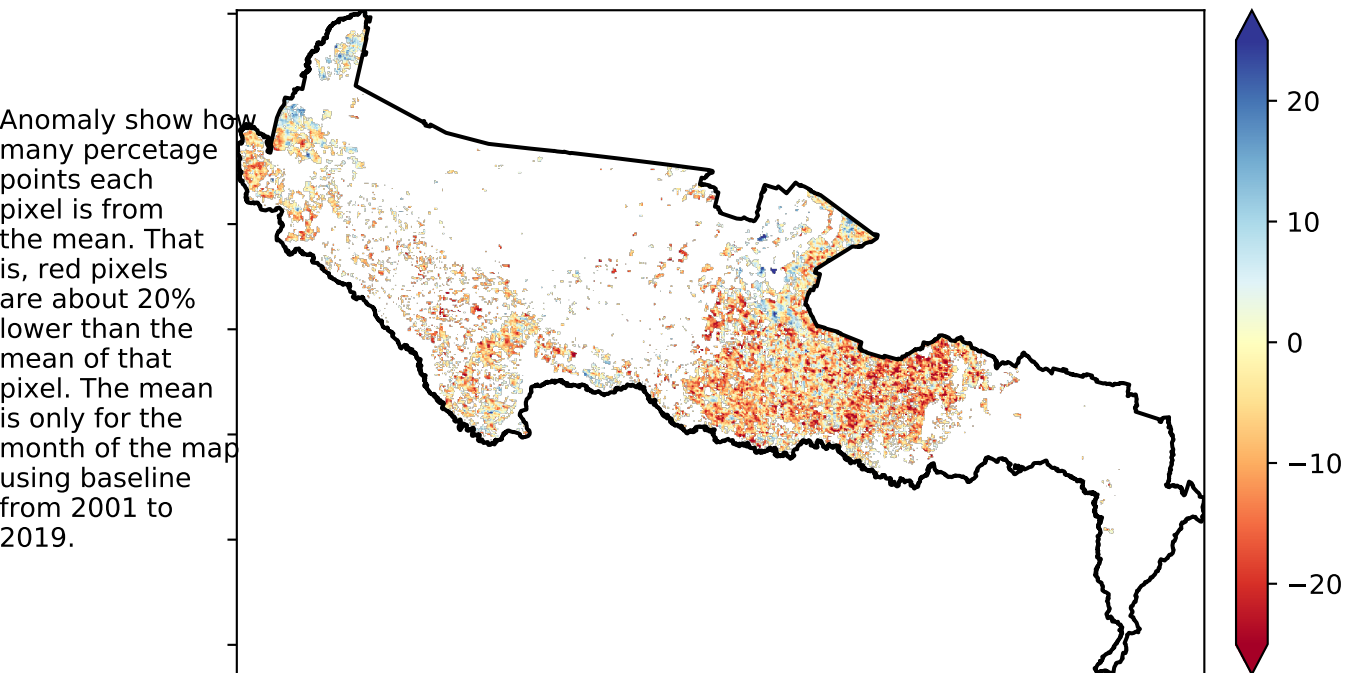 Anomaly show how
many percetage
points each
pixel is from
the mean. That
is, red pixels
are about 20%
lower than the
mean of that
pixel. The mean
is only for the
month of the map
using baseline
from 2001 to
2019.
20
10
0
−10
−20